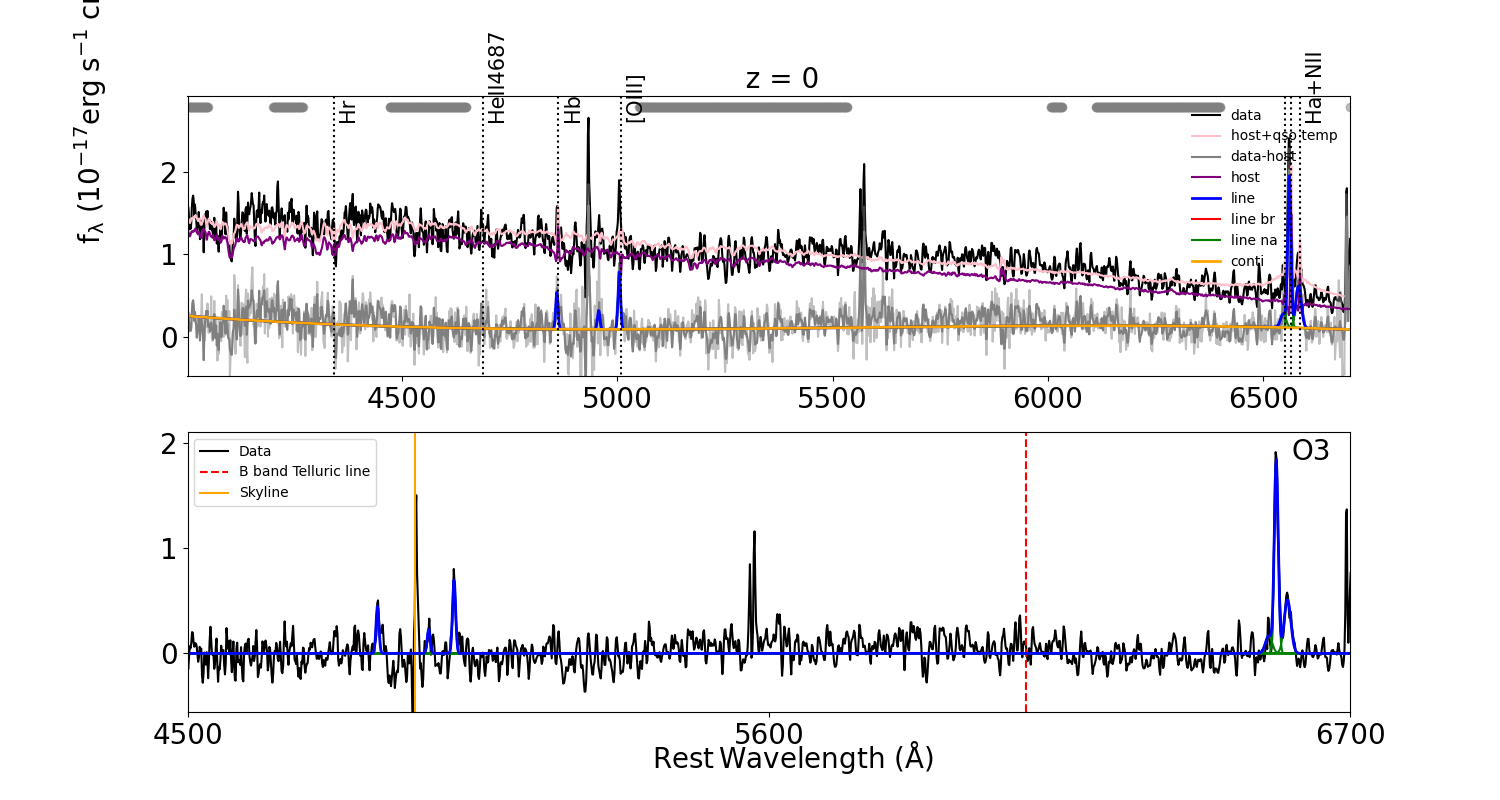 z = 0
f_λ (10^−17 erg s^−1 c
Hr
HeII4687
Hb
[OIII]
Ha+NII
data
host+qso temp
data-host
host
line
line br
line na
conti
2
1
0
4500
5000
5500
6000
6500
Data
B band Telluric line
Skyline
O3
2
1
0
4500
5600
6700
Rest Wavelength (Å)